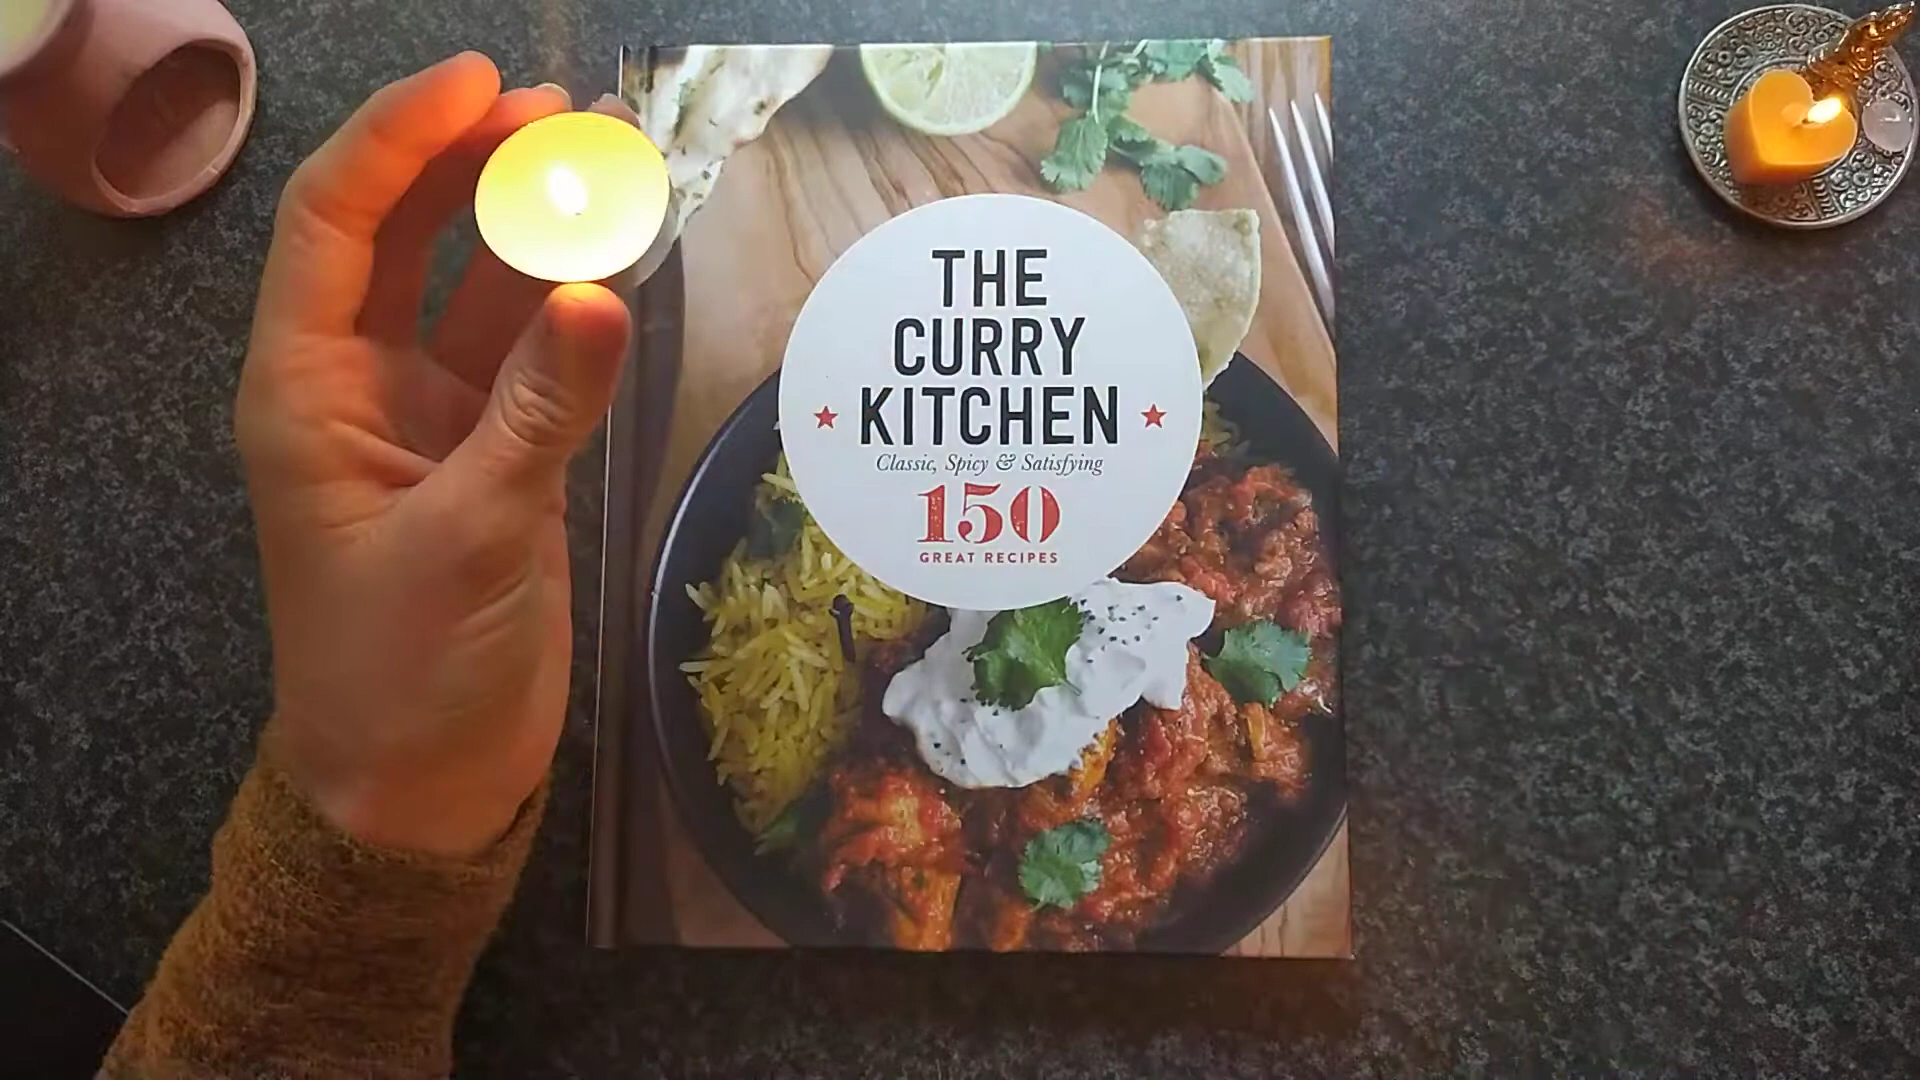 THE
CURRY
KITCHEN
Classic, Spicy & Satisfying
150
GREAT RECIPES